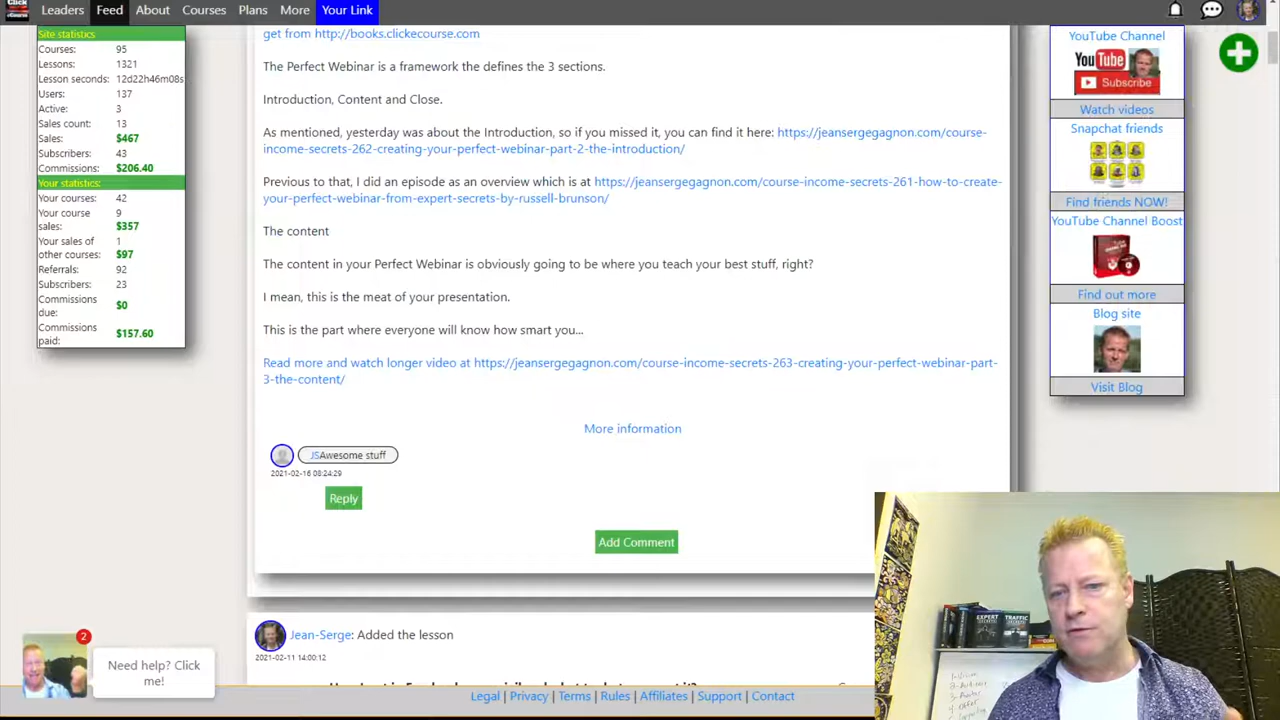 Click
eCourse
Leaders
Feed
About
Courses
Plans
More
Your Link
Site statistics
Courses: 95
Lessons: 1321
Lesson seconds: 12d22h46m08s
Users: 137
Active: 3
Sales count: 13
Sales: $467
Subscribers: 43
Commissions: $206.40
Your statistics:
Your courses: 42
Your course sales: 9
$357
Your sales of other courses: 1
$97
Referrals: 92
Subscribers: 23
Commissions due: $0
Commissions paid: $157.60
get from http://books.clickecourse.com
The Perfect Webinar is a framework the defines the 3 sections.
Introduction, Content and Close.
As mentioned, yesterday was about the Introduction, so if you missed it, you can find it here: https://jeansergegagnon.com/course-
income-secrets-262-creating-your-perfect-webinar-part-2-the-introduction/
Previous to that, I did an episode as an overview which is at https://jeansergegagnon.com/course-income-secrets-261-how-to-create-
your-perfect-webinar-from-expert-secrets-by-russell-brunson/
The content
The content in your Perfect Webinar is obviously going to be where you teach your best stuff, right?
I mean, this is the meat of your presentation.
This is the part where everyone will know how smart you...
Read more and watch longer video at https://jeansergegagnon.com/course-income-secrets-263-creating-your-perfect-webinar-part-
3-the-content/
More information
JSAwesome stuff
2021-02-16 08:24:29
Reply
Add Comment
Jean-Serge: Added the lesson
2021-02-11 14:00:12
YouTube Channel
YouTube
Subscribe
Watch videos
Snapchat friends
Find friends NOW!
YouTube Channel Boost
Find out more
Blog site
Visit Blog
2
Need help? Click
me!
Legal | Privacy | Terms | Rules | Affiliates | Support | Contact
EXPERT
TRAFFIC